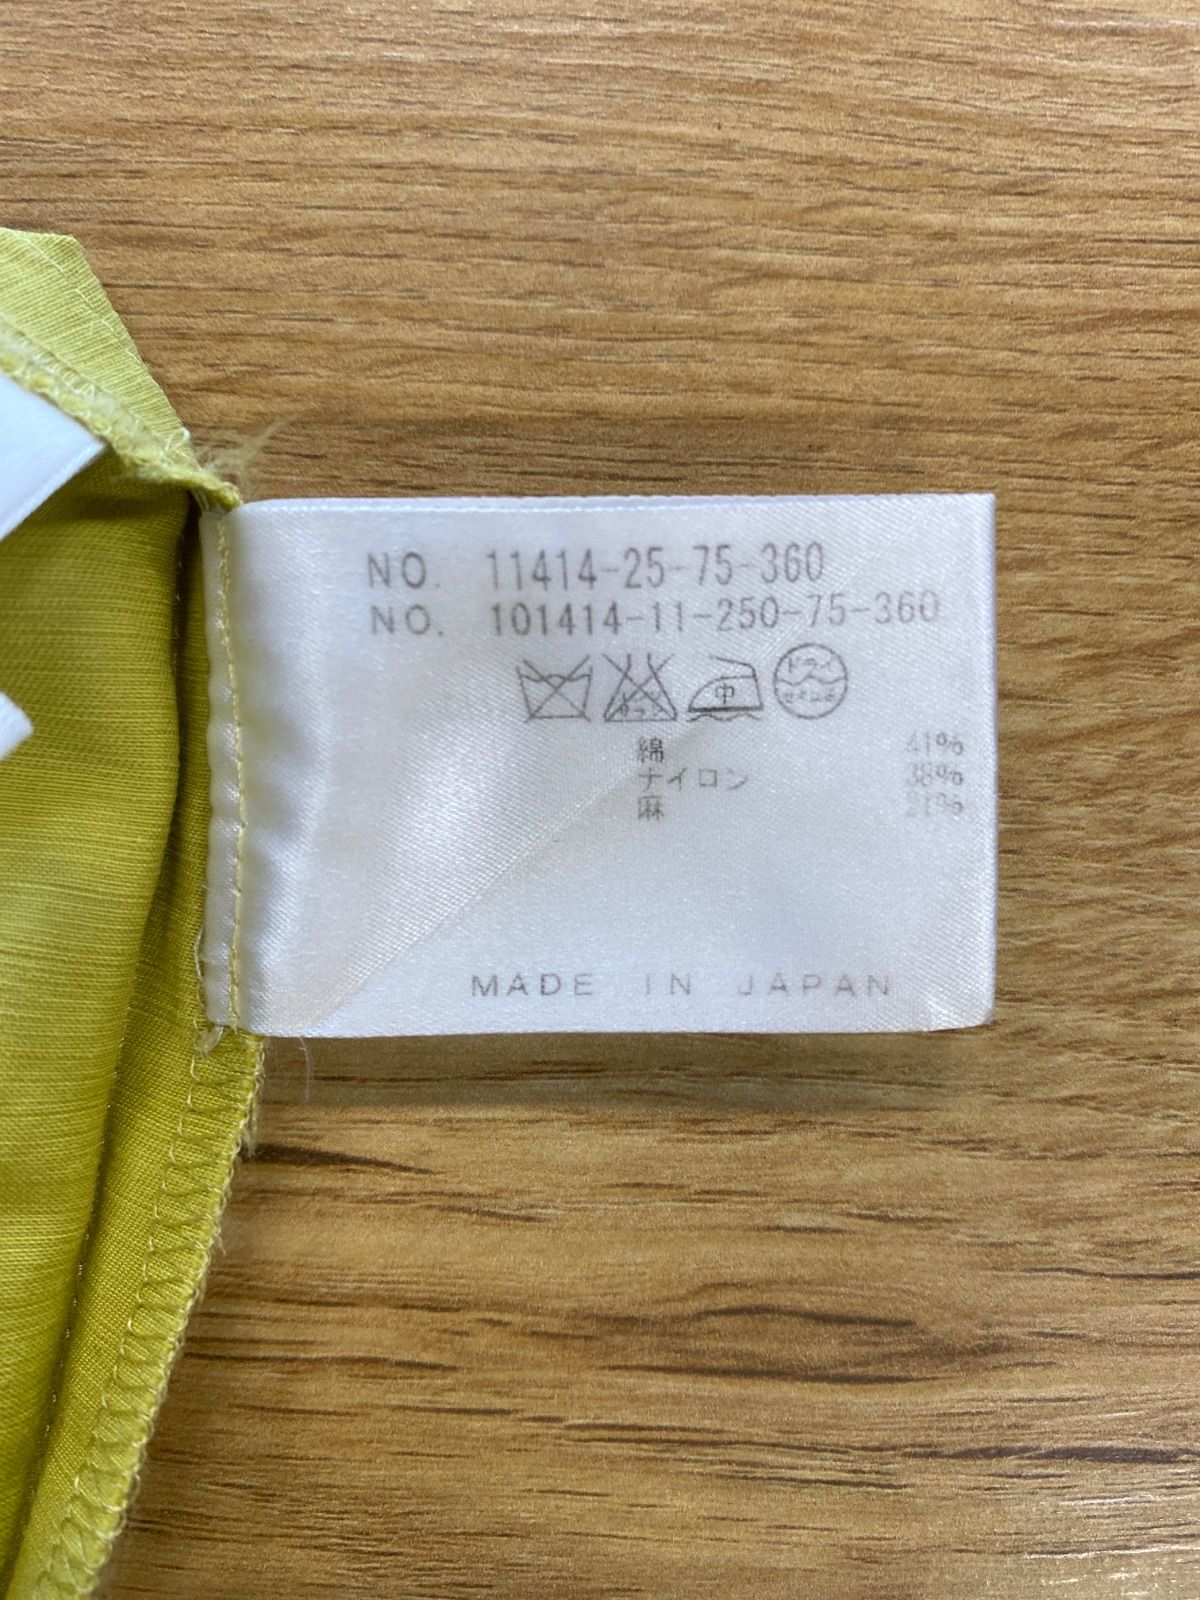 NO. 11414-25-75-360
NO. 101414-11-250-75-360
中 ドライ
綿 41%
ナイロン 38%
麻 21%
MADE IN JAPAN